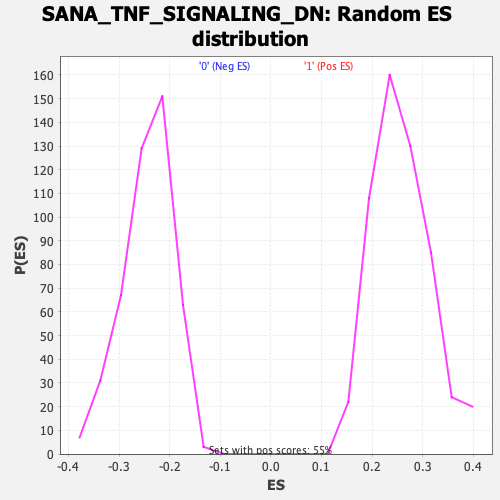 SANA_TNF_SIGNALING_DN: Random ES
distribution
'0' (Neg ES) '1' (Pos ES)
160
150
140
130
120
110
100
90
80
70
60
50
40
30
20
10
0
P(ES)
Sets with pos scores: 55%
-0.4 -0.3 -0.2 -0.1 0.0 0.1 0.2 0.3 0.4
ES